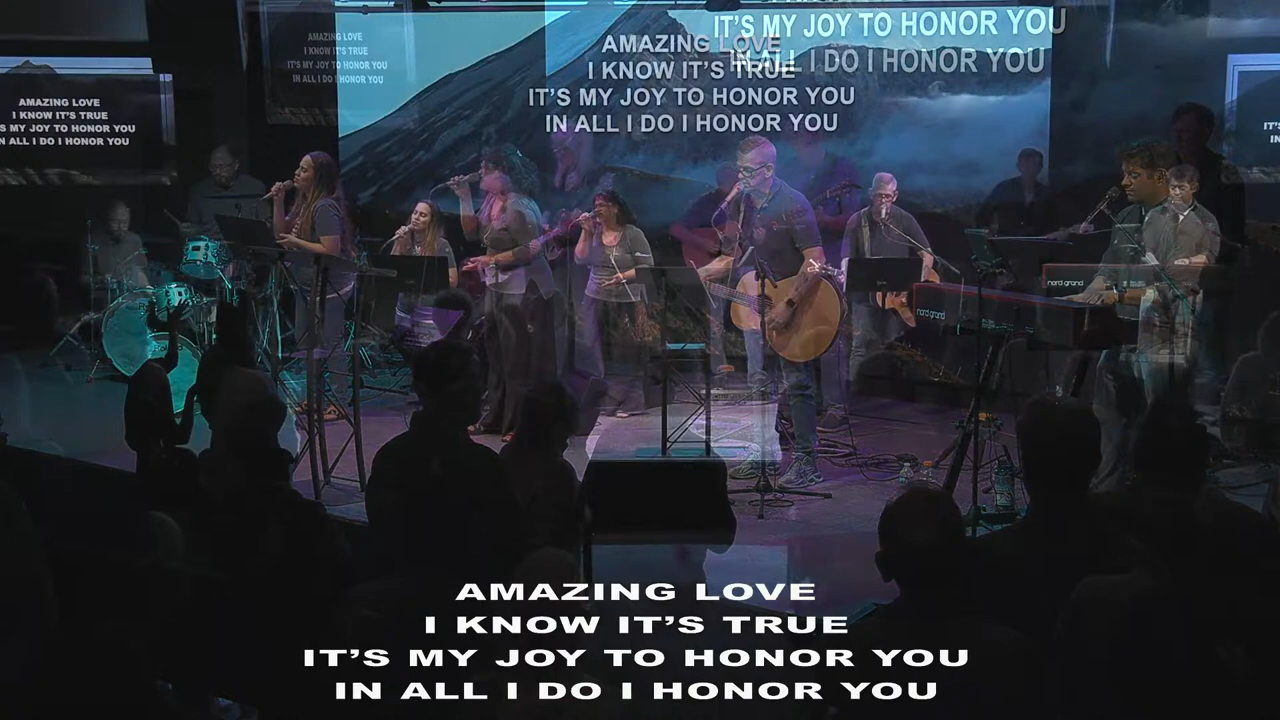 IT'S MY JOY TO HONOR YOU
IN ALL I DO I HONOR YOU
AMAZING LOVE
I KNOW IT'S TRUE
IT'S MY JOY TO HONOR YOU
IN ALL I DO I HONOR YOU
AMAZING LOVE
I KNOW IT'S TRUE
IT'S MY JOY TO HONOR YOU
IN ALL I DO I HONOR YOU
AMAZING LOVE
I KNOW IT'S TRUE
S MY JOY TO HONOR YOU
N ALL I DO I HONOR YOU
IT'S
IN
nord grand
nord grand
AMAZING LOVE
I KNOW IT'S TRUE
IT'S MY JOY TO HONOR YOU
IN ALL I DO I HONOR YOU